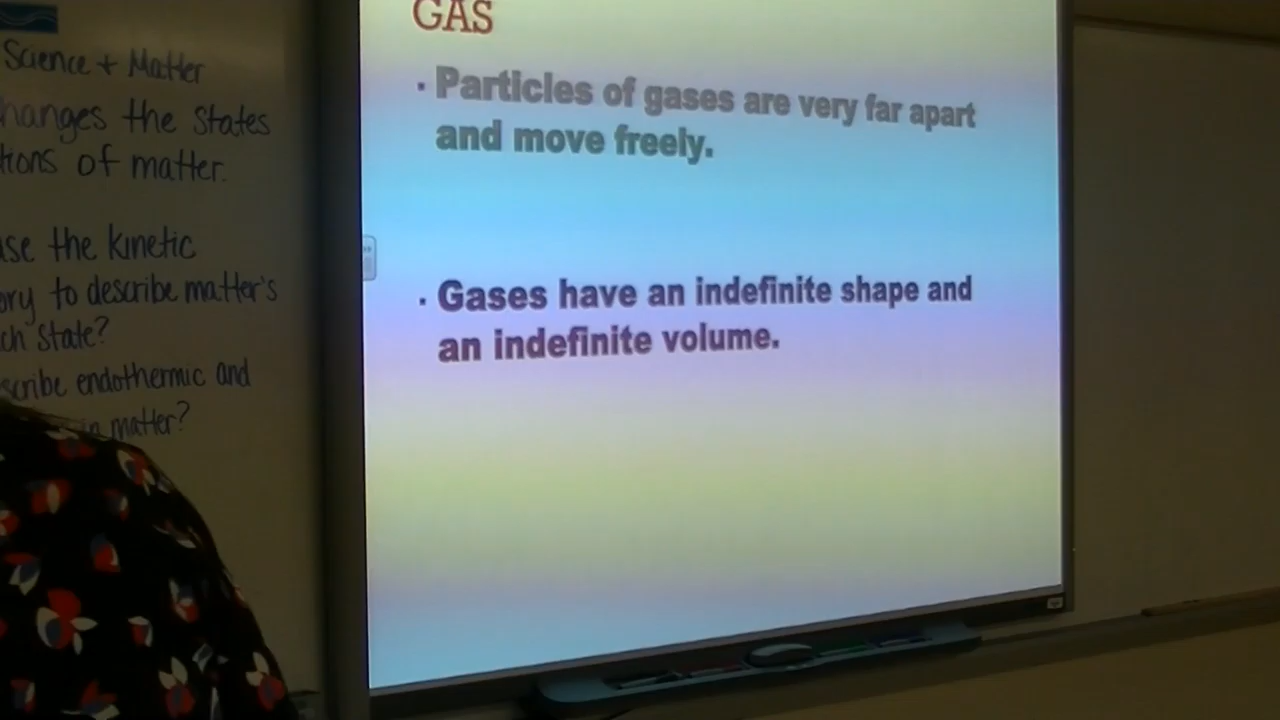 Science + Matter
hanges the states
tions of matter.
use the kinetic
ory to describe matter's
ch state?
scribe endothermic and
in matter?
GAS
· Particles of gases are very far apart
and move freely.
· Gases have an indefinite shape and
an indefinite volume.